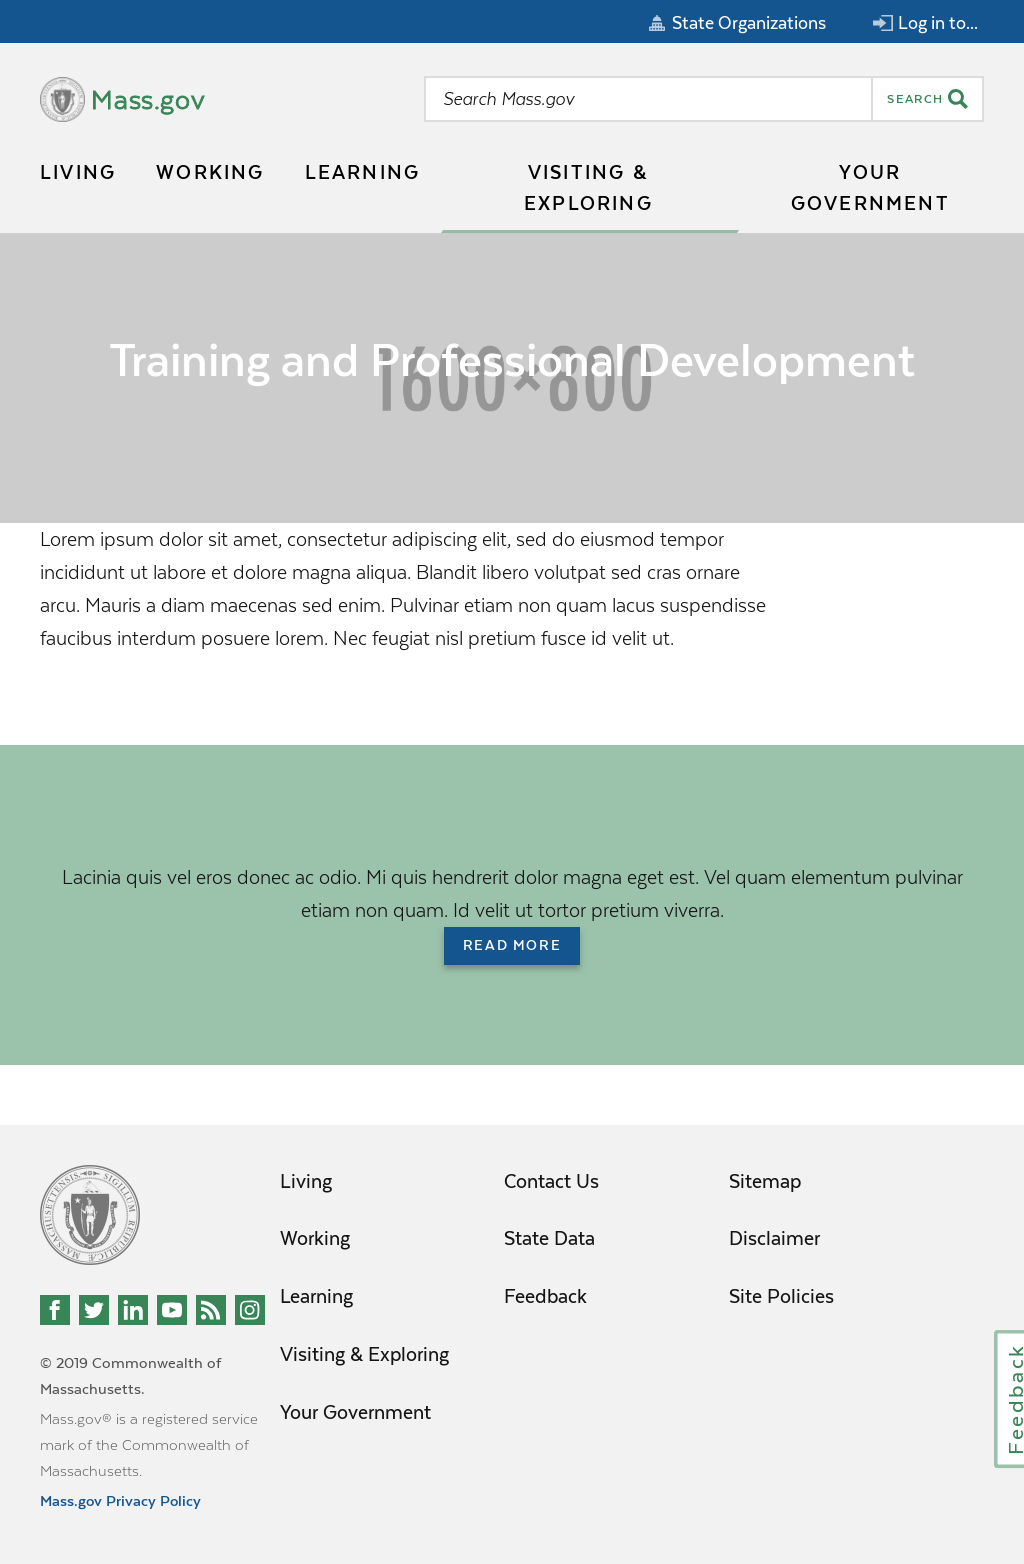 State Organizations
Log in to...
Mass.gov
Search Mass.gov
SEARCH
LIVING
WORKING
LEARNING
VISITING &
EXPLORING
YOUR
GOVERNMENT
Training and Professional Development
1600×800
Lorem ipsum dolor sit amet, consectetur adipiscing elit, sed do eiusmod tempor
incididunt ut labore et dolore magna aliqua. Blandit libero volutpat sed cras ornare
arcu. Mauris a diam maecenas sed enim. Pulvinar etiam non quam lacus suspendisse
faucibus interdum posuere lorem. Nec feugiat nisl pretium fusce id velit ut.
Lacinia quis vel eros donec ac odio. Mi quis hendrerit dolor magna eget est. Vel quam elementum pulvinar
etiam non quam. Id velit ut tortor pretium viverra.
READ MORE
Living
Working
Learning
Visiting & Exploring
Your Government
Contact Us
State Data
Feedback
Sitemap
Disclaimer
Site Policies
© 2019 Commonwealth of
Massachusetts.
Mass.gov® is a registered service
mark of the Commonwealth of
Massachusetts.
Mass.gov Privacy Policy
Feedback